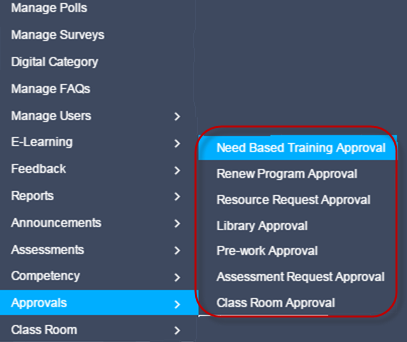 Manage Polls
Manage Surveys
Digital Category
Manage FAQs
Manage Users
E-Learning
Feedback
Reports
Announcements
Assessments
Competency
Approvals
Class Room
Need Based Training Approval
Renew Program Approval
Resource Request Approval
Library Approval
Pre-work Approval
Assessment Request Approval
Class Room Approval